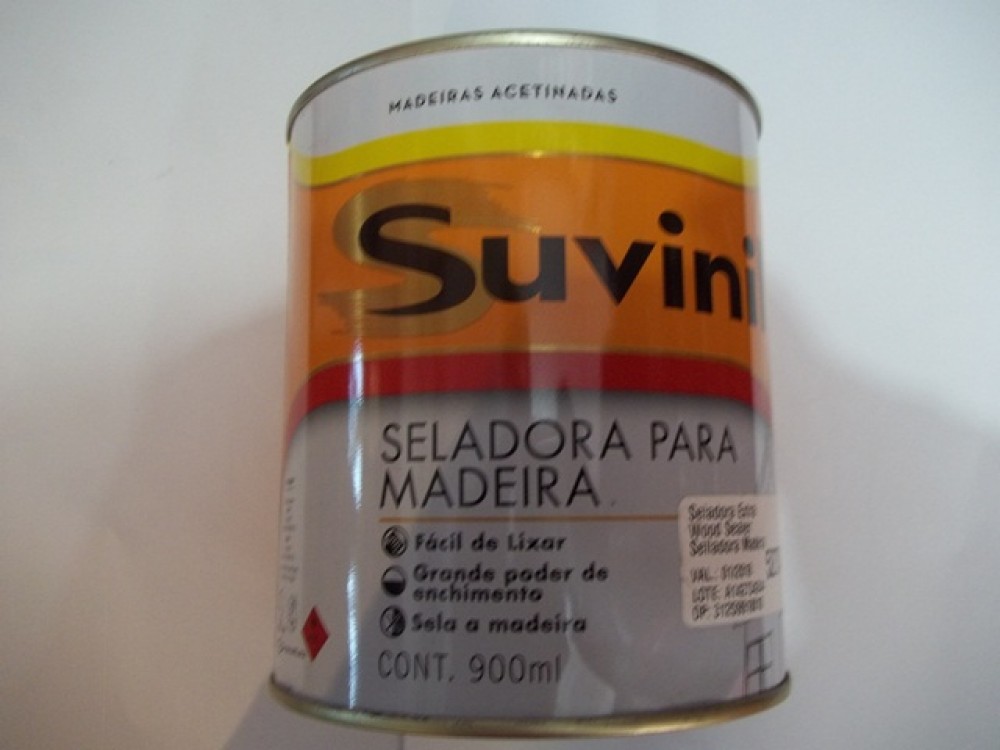 MADEIRAS ACETINADAS
Suvinil
SELADORA PARA
MADEIRA
Fácil de Lixar
Grande poder de
enchimento
Sela a madeira
CONT. 900ml
Seladora
Wood Sealer
Selladora
VAL.:
LOTE:
OP: